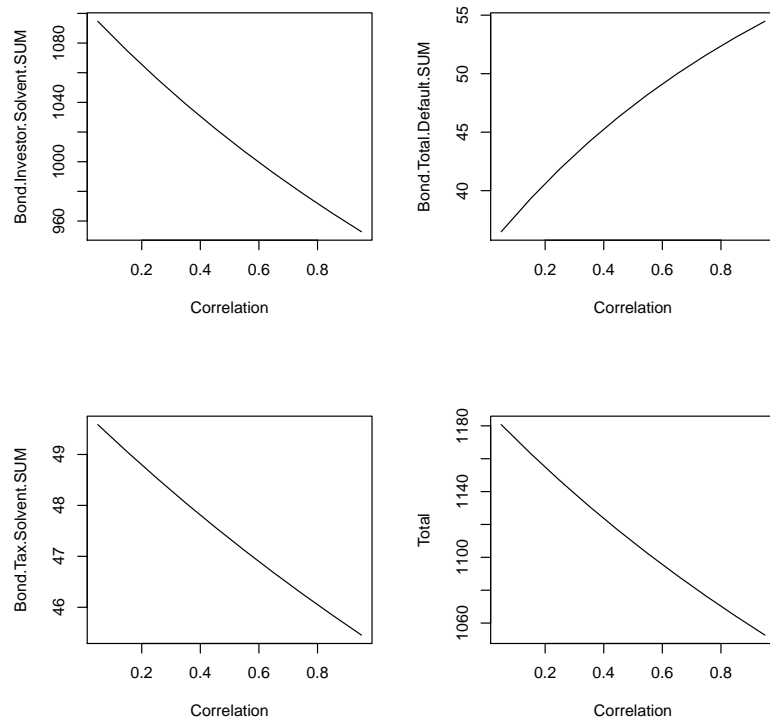 Bond.Investor.Solvent.SUM
1080
1040
1000
960
0.2 0.4 0.6 0.8
Correlation
Bond.Total.Default.SUM
55
50
45
40
0.2 0.4 0.6 0.8
Correlation
Bond.Tax.Solvent.SUM
49
48
47
46
0.2 0.4 0.6 0.8
Correlation
Total
1180
1140
1100
1060
0.2 0.4 0.6 0.8
Correlation